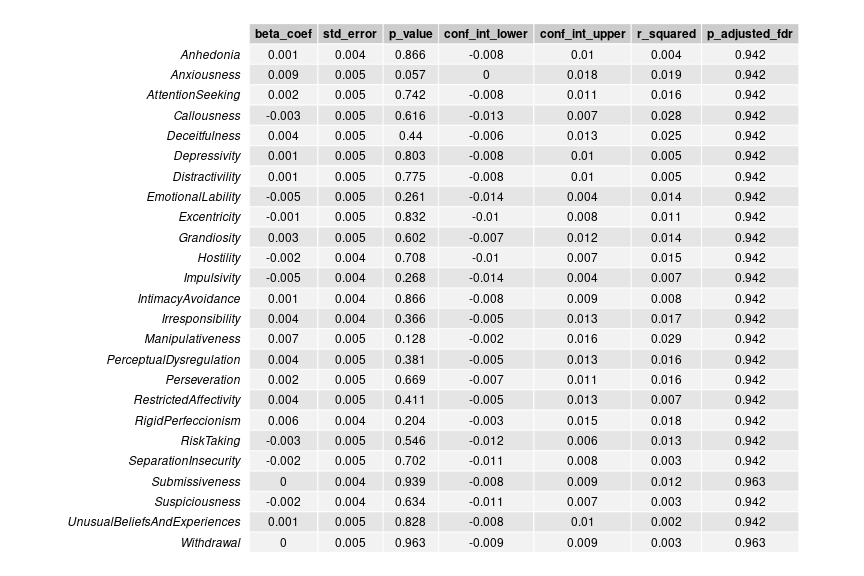 beta_coef std_error p_value conf_int_lower conf_int_upper r_squared p_adjusted_fdr
Anhedonia 0.001 0.004 0.866 -0.008 0.01 0.004 0.942
Anxiousness 0.009 0.005 0.057 0 0.018 0.019 0.942
AttentionSeeking 0.002 0.005 0.742 -0.008 0.011 0.016 0.942
Callousness -0.003 0.005 0.616 -0.013 0.007 0.028 0.942
Deceitfulness 0.004 0.005 0.44 -0.006 0.013 0.025 0.942
Depressivity 0.001 0.005 0.803 -0.008 0.01 0.005 0.942
Distractivility 0.001 0.005 0.775 -0.008 0.01 0.005 0.942
EmotionalLability -0.005 0.005 0.261 -0.014 0.004 0.014 0.942
Excentricity -0.001 0.005 0.832 -0.01 0.008 0.011 0.942
Grandiosity 0.003 0.005 0.602 -0.007 0.012 0.014 0.942
Hostility -0.002 0.004 0.708 -0.01 0.007 0.015 0.942
Impulsivity -0.005 0.004 0.268 -0.014 0.004 0.007 0.942
IntimacyAvoidance 0.001 0.004 0.866 -0.008 0.009 0.008 0.942
Irresponsibility 0.004 0.004 0.366 -0.005 0.013 0.017 0.942
Manipulativeness 0.007 0.005 0.128 -0.002 0.016 0.029 0.942
PerceptualDysregulation 0.004 0.005 0.381 -0.005 0.013 0.016 0.942
Perseveration 0.002 0.005 0.669 -0.007 0.011 0.016 0.942
RestrictedAffectivity 0.004 0.005 0.411 -0.005 0.013 0.007 0.942
RigidPerfeccionism 0.006 0.004 0.204 -0.003 0.015 0.018 0.942
RiskTaking -0.003 0.005 0.546 -0.012 0.006 0.013 0.942
SeparationInsecurity -0.002 0.005 0.702 -0.011 0.008 0.003 0.942
Submissiveness 0 0.004 0.939 -0.008 0.009 0.012 0.963
Suspiciousness -0.002 0.004 0.634 -0.011 0.007 0.003 0.942
UnusualBeliefsAndExperiences 0.001 0.005 0.828 -0.008 0.01 0.002 0.942
Withdrawal 0 0.005 0.963 -0.009 0.009 0.003 0.963